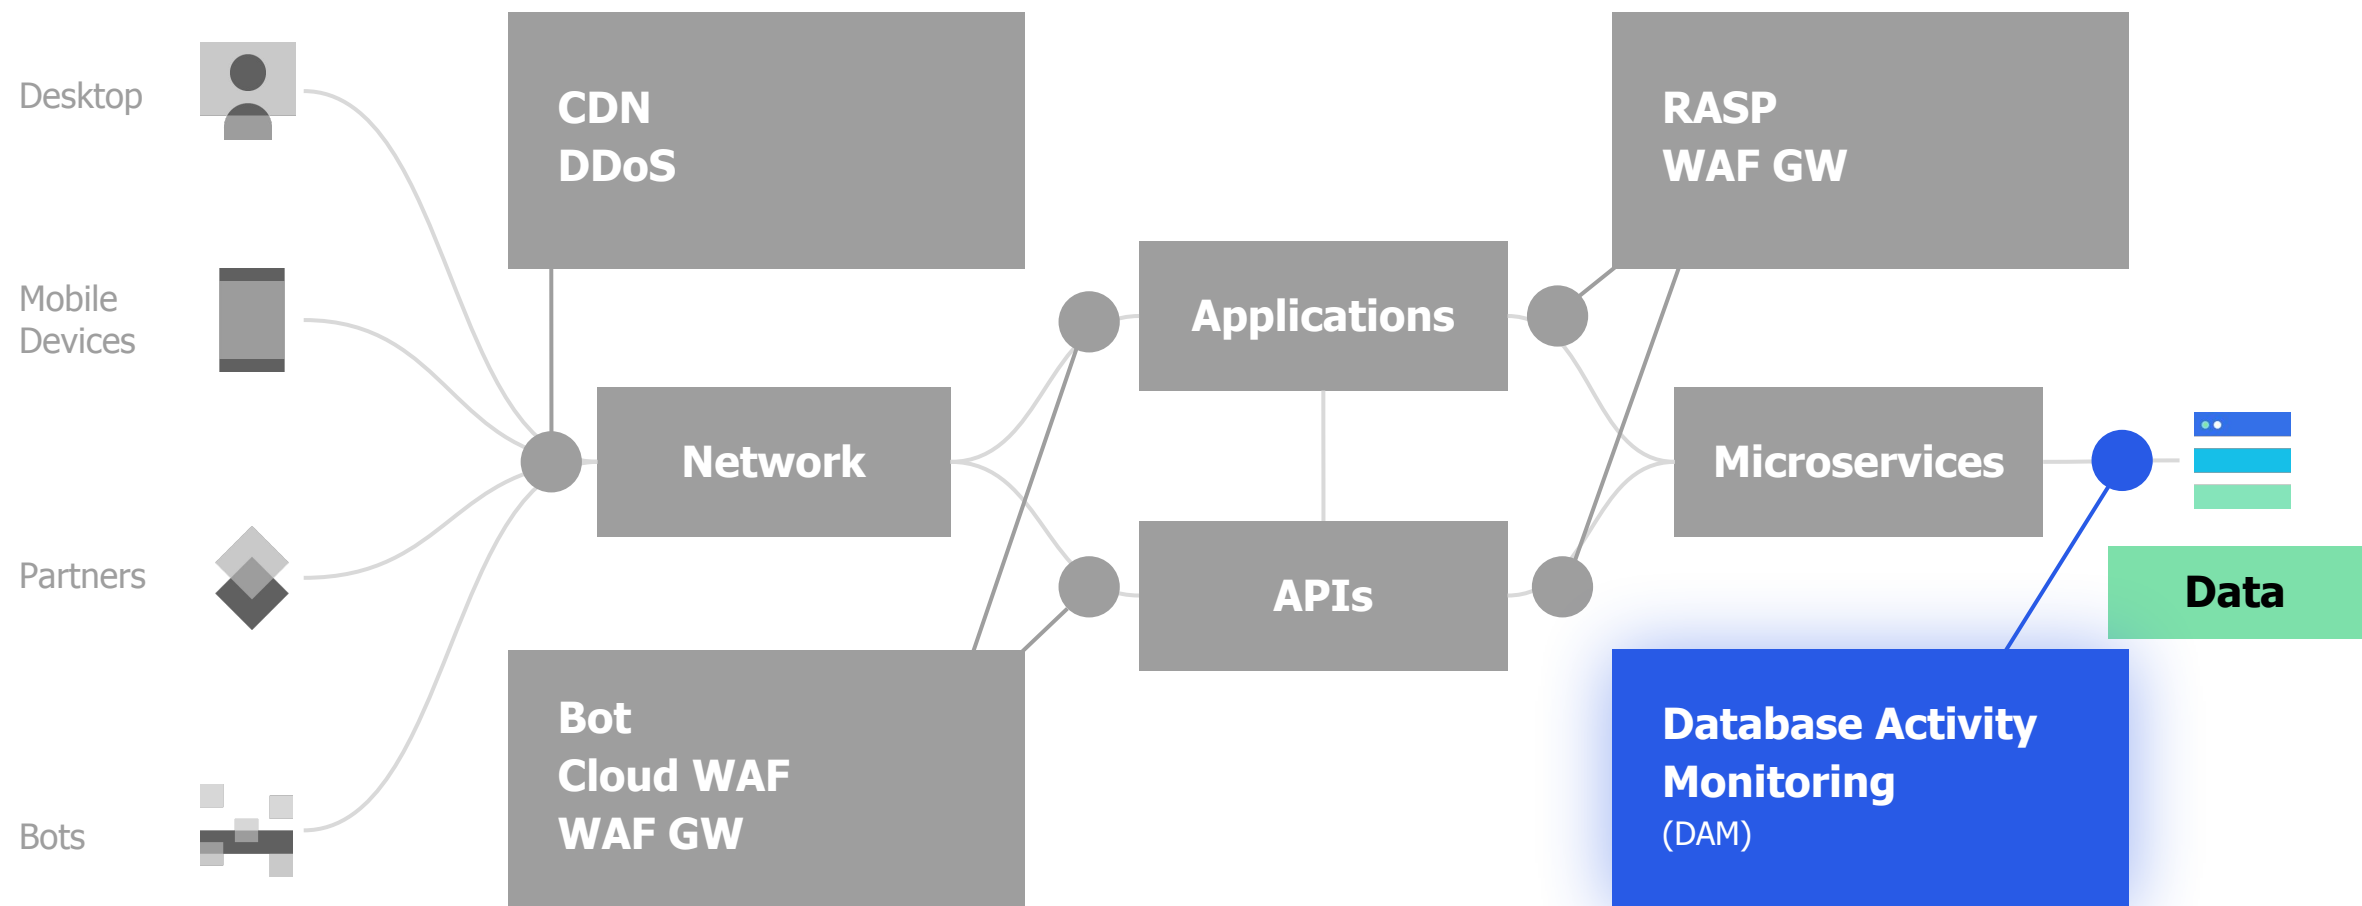 Desktop
Mobile
Devices
Partners
Bots
CDN
DDoS
Network
Bot
Cloud WAF
WAF GW
Applications
APIs
RASP
WAF GW
Microservices
Data
Database Activity
Monitoring
(DAM)